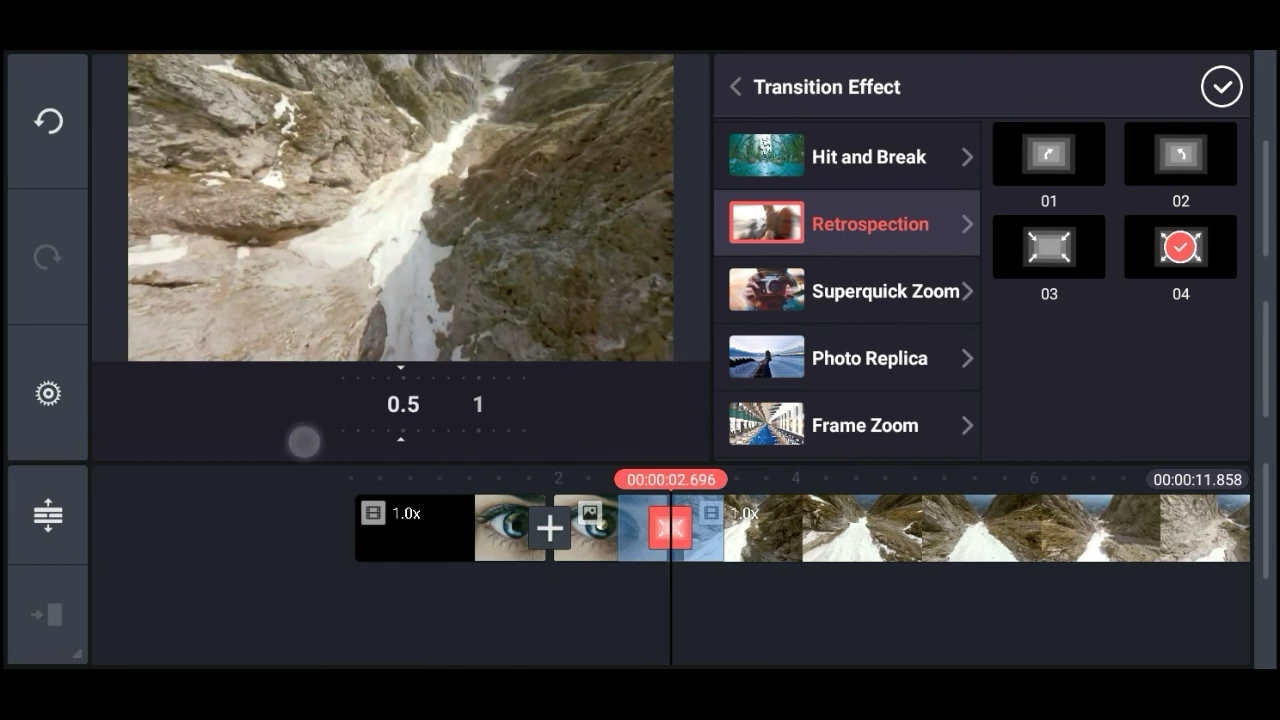 Transition Effect
Hit and Break
Retrospection
Superquick Zoom
Photo Replica
Frame Zoom
01
02
03
04
0.5
1
2
00:00:02.696
4
6
00:00:11.858
1.0x
1.0x